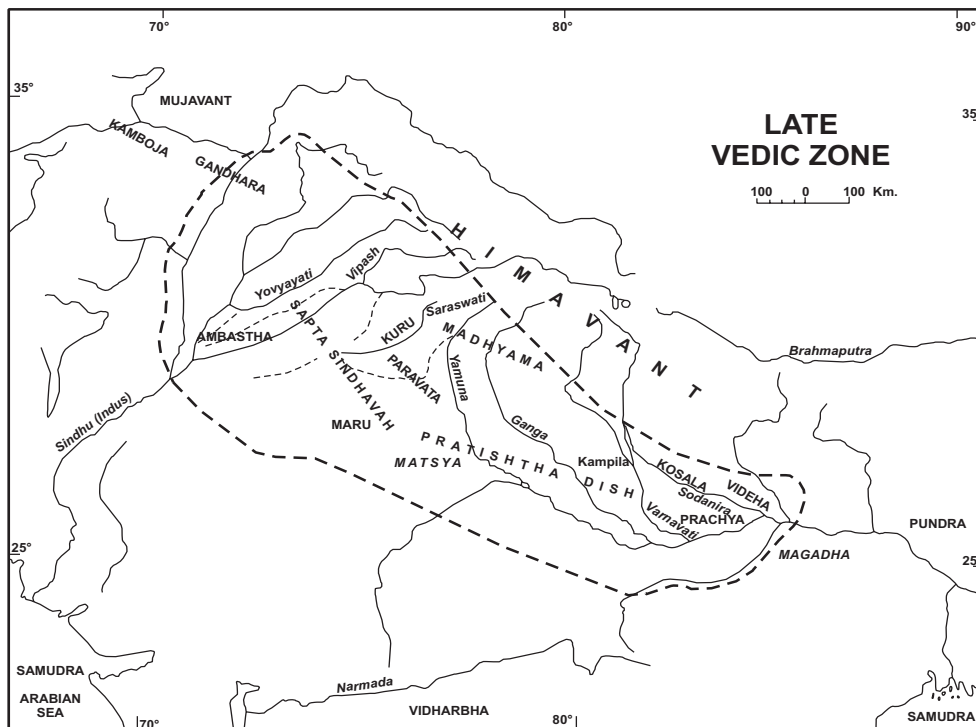 70°
80°
90°
35°
35
MUJAVANT
KAMBOJA
GANDHARA
LATE
VEDIC ZONE
100 0 100 Km.
HIMAVANT
Yovyayati
Vipash
Saraswati
AMBASTHA
SAPTA SINDHAVAH
KURU
MADHYAMA
PARAVATA
Yamuna
Brahmaputra
Sindhu (Indus)
MARU
MATSYA
PRATISHTHA
DISH
Ganga
Kampila
KOSALA
VIDEHA
Sodanira
Varnavati
PRACHYA
PUNDRA
MAGADHA
25°
25
SAMUDRA
ARABIAN
SEA
Narmada
VIDHARBHA
SAMUDRA
70°
80°